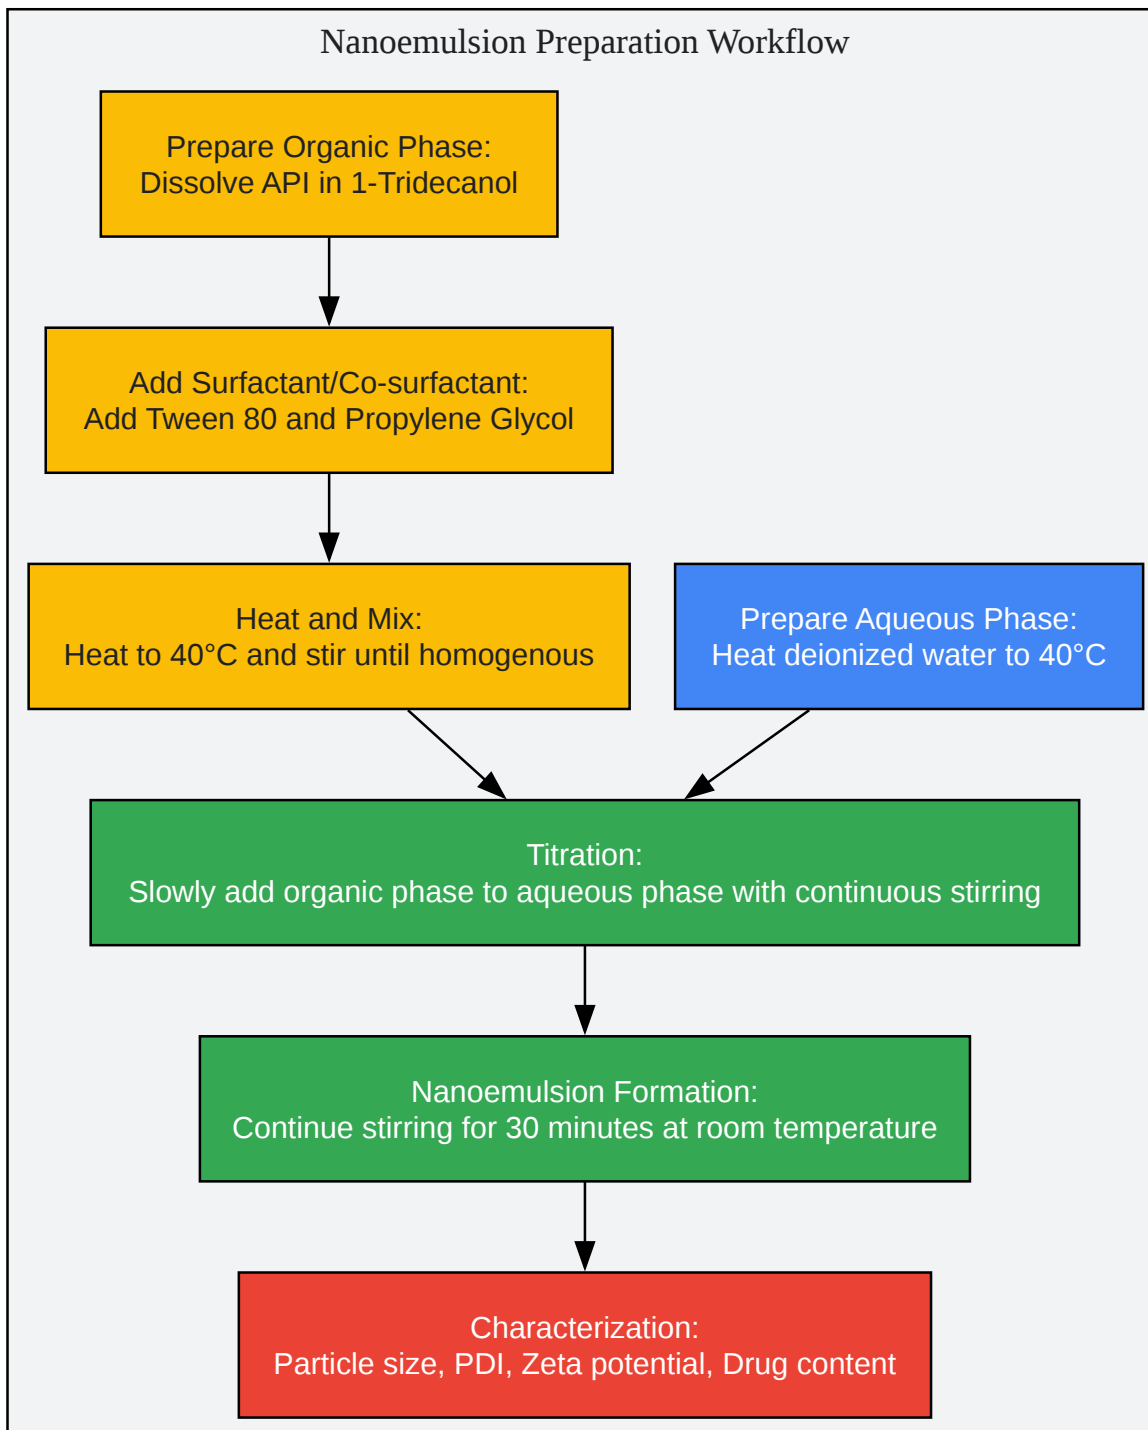 Nanoemulsion Preparation Workflow
Prepare Organic Phase:
Dissolve API in 1-Tridecanol
Add Surfactant/Co-surfactant:
Add Tween 80 and Propylene Glycol
Heat and Mix:
Heat to 40°C and stir until homogenous
Prepare Aqueous Phase:
Heat deionized water to 40°C
Titration:
Slowly add organic phase to aqueous phase with continuous stirring
Nanoemulsion Formation:
Continue stirring for 30 minutes at room temperature
Characterization:
Particle size, PDI, Zeta potential, Drug content